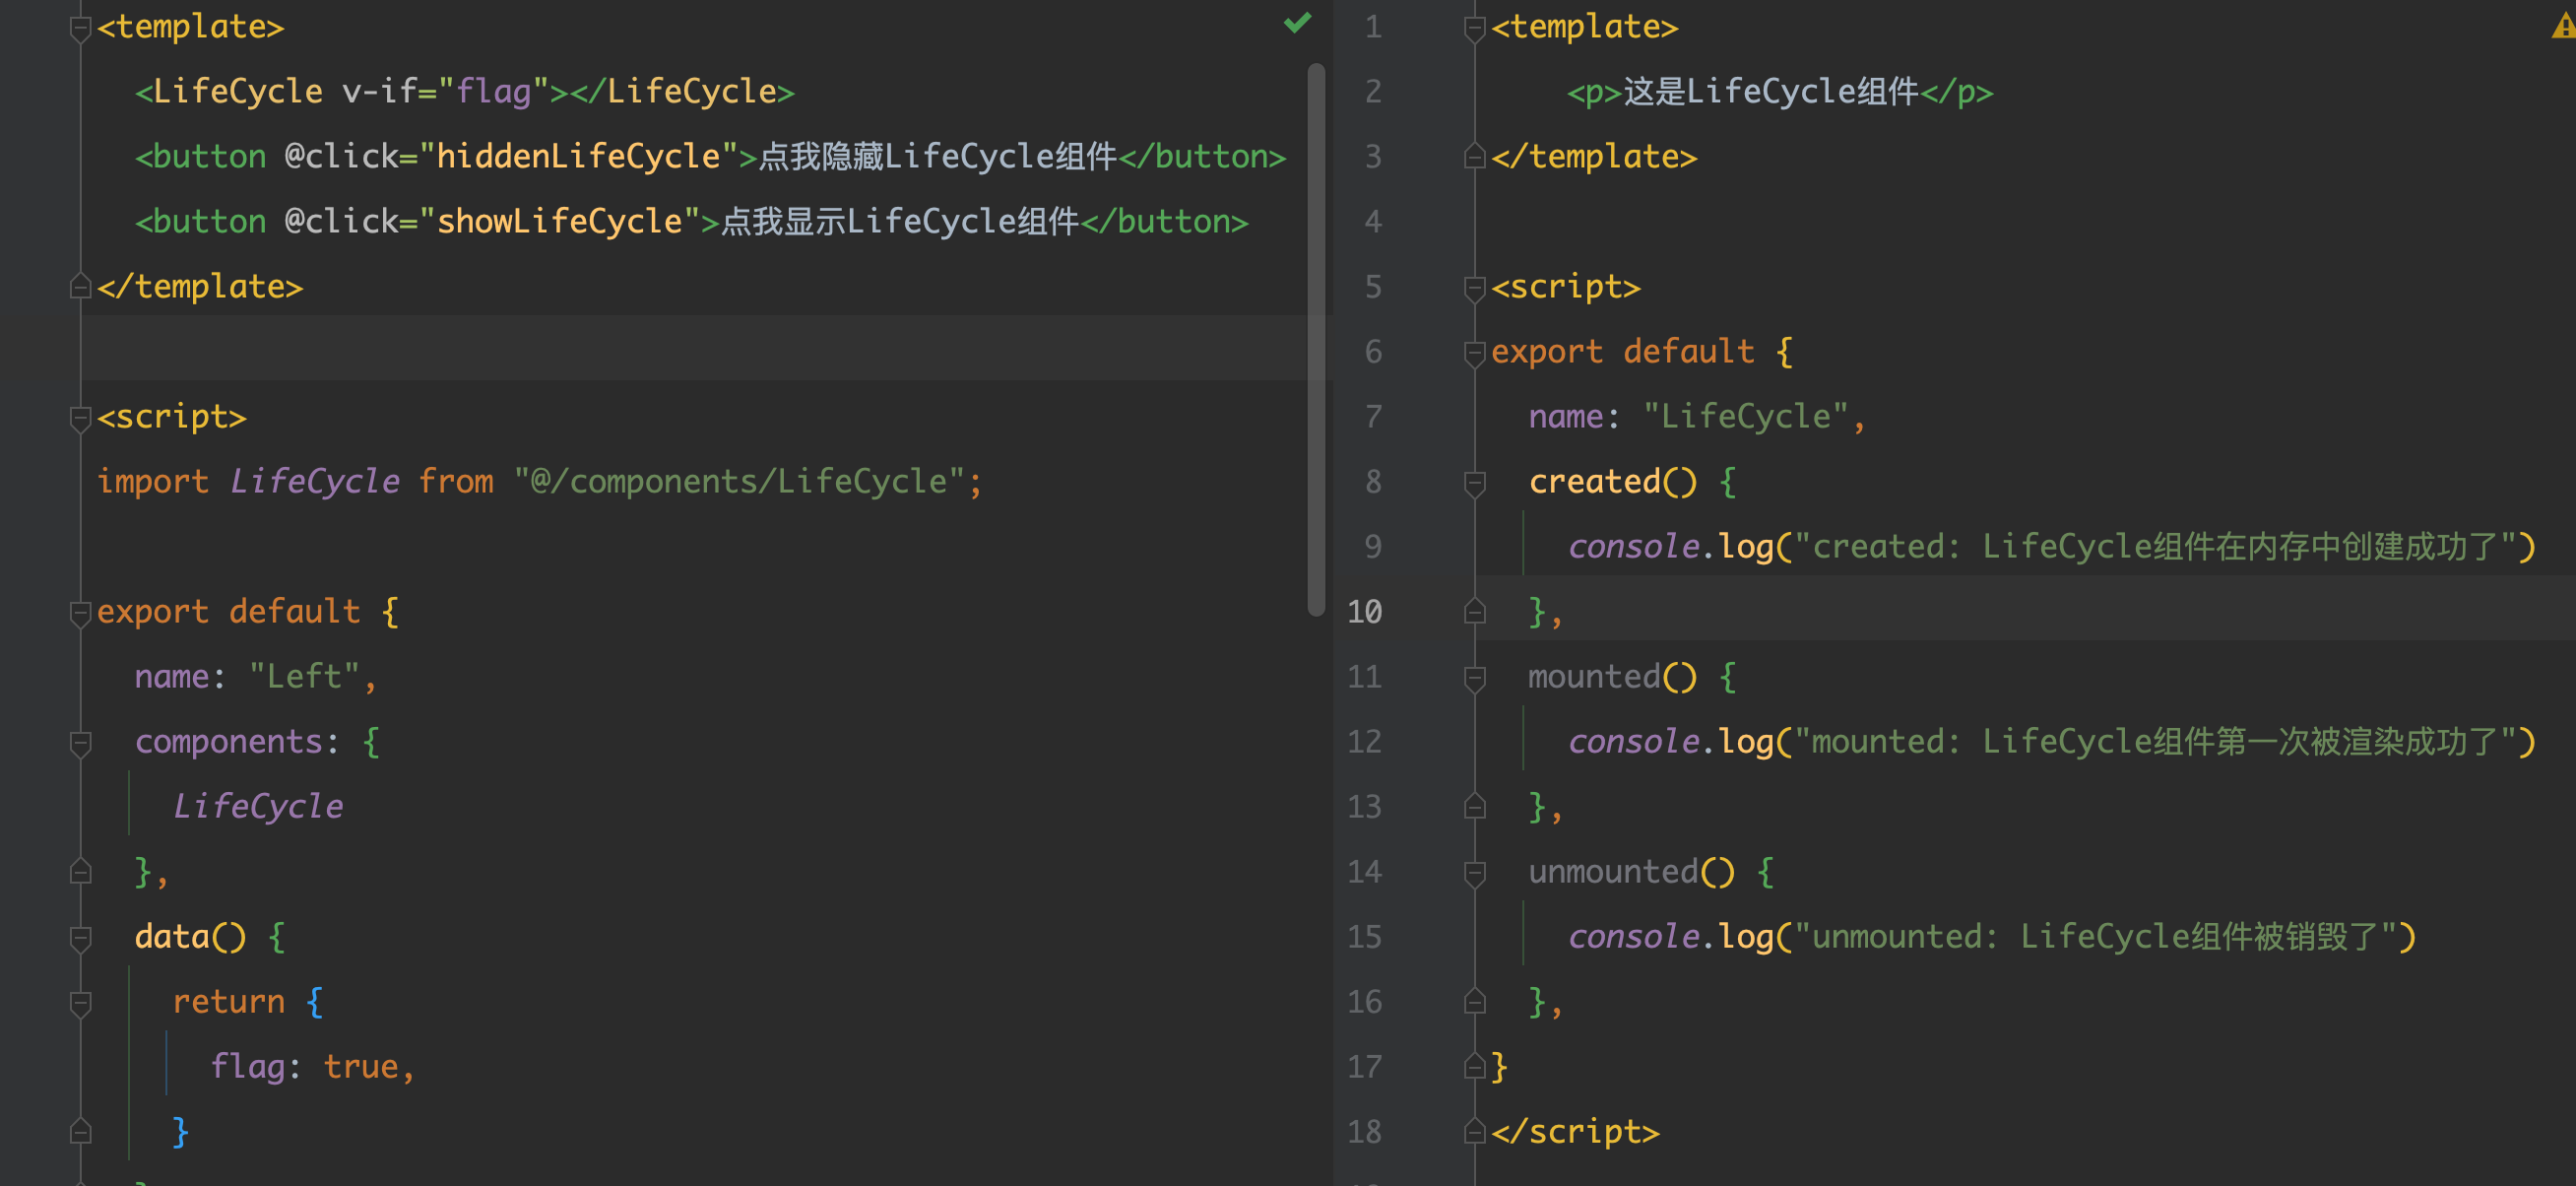 <template>
  <LifeCycle v-if="flag"></LifeCycle>
  <button @click="hiddenLifeCycle">点我隐藏LifeCycle组件</button>
  <button @click="showLifeCycle">点我显示LifeCycle组件</button>
</template>

<script>
import LifeCycle from "@/components/LifeCycle";

export default {
  name: "Left",
  components: {
    LifeCycle
  },
  data() {
    return {
      flag: true,
    }
  }
1 <template>
2     <p>这是LifeCycle组件</p>
3 </template>
4
5 <script>
6 export default {
7   name: "LifeCycle",
8   created() {
9     console.log("created: LifeCycle组件在内存中创建成功了")
10   },
11   mounted() {
12     console.log("mounted: LifeCycle组件第一次被渲染成功了")
13   },
14   unmounted() {
15     console.log("unmounted: LifeCycle组件被销毁了")
16   },
17 }
18 </script>